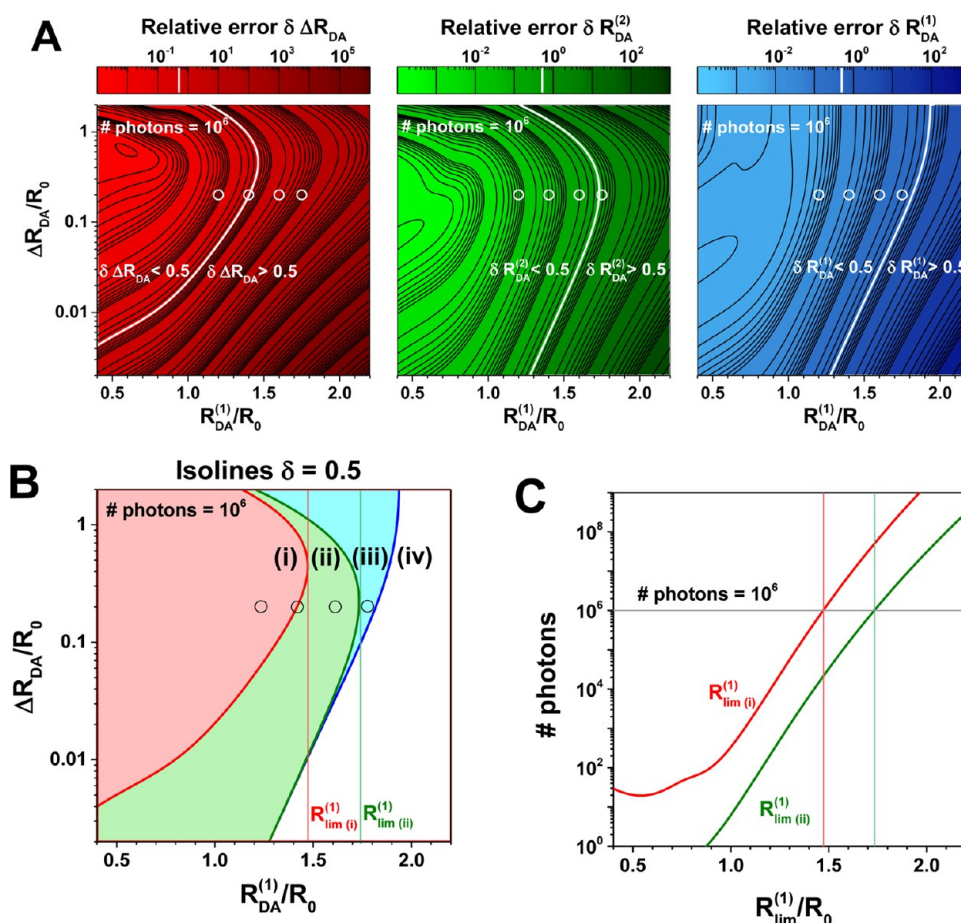 A
Relative error δ ΔR_DA
Relative error δ R_DA^(2)
Relative error δ R_DA^(1)
10^-1 10^1 10^3 10^5
10^-2 10^0 10^2
10^-2 10^0 10^2
# photons = 10^6
# photons = 10^6
# photons = 10^6
ΔR_DA/R_0
1
0.1
0.01
δ ΔR_DA < 0.5 δ ΔR_DA > 0.5
δ R_DA^(2) < 0.5 δ R_DA^(2) > 0.5
δ R_DA^(1) < 0.5 δ R_DA^(1) > 0.5
0.5 1.0 1.5 2.0
0.5 1.0 1.5 2.0
0.5 1.0 1.5 2.0
R_DA^(1)/R_0
R_DA^(1)/R_0
R_DA^(1)/R_0
B
Isolines δ = 0.5
# photons = 10^6
(i) (ii) (iii) (iv)
ΔR_DA/R_0
1
0.1
0.01
R_lim (i)^(1)
R_lim (ii)^(1)
0.5 1.0 1.5 2.0
R_DA^(1)/R_0
C
# photons
10^8
10^6
10^4
10^2
10^0
# photons = 10^6
R_lim (i)^(1)
R_lim (ii)^(1)
0.5 1.0 1.5 2.0
R_lim^(1)/R_0